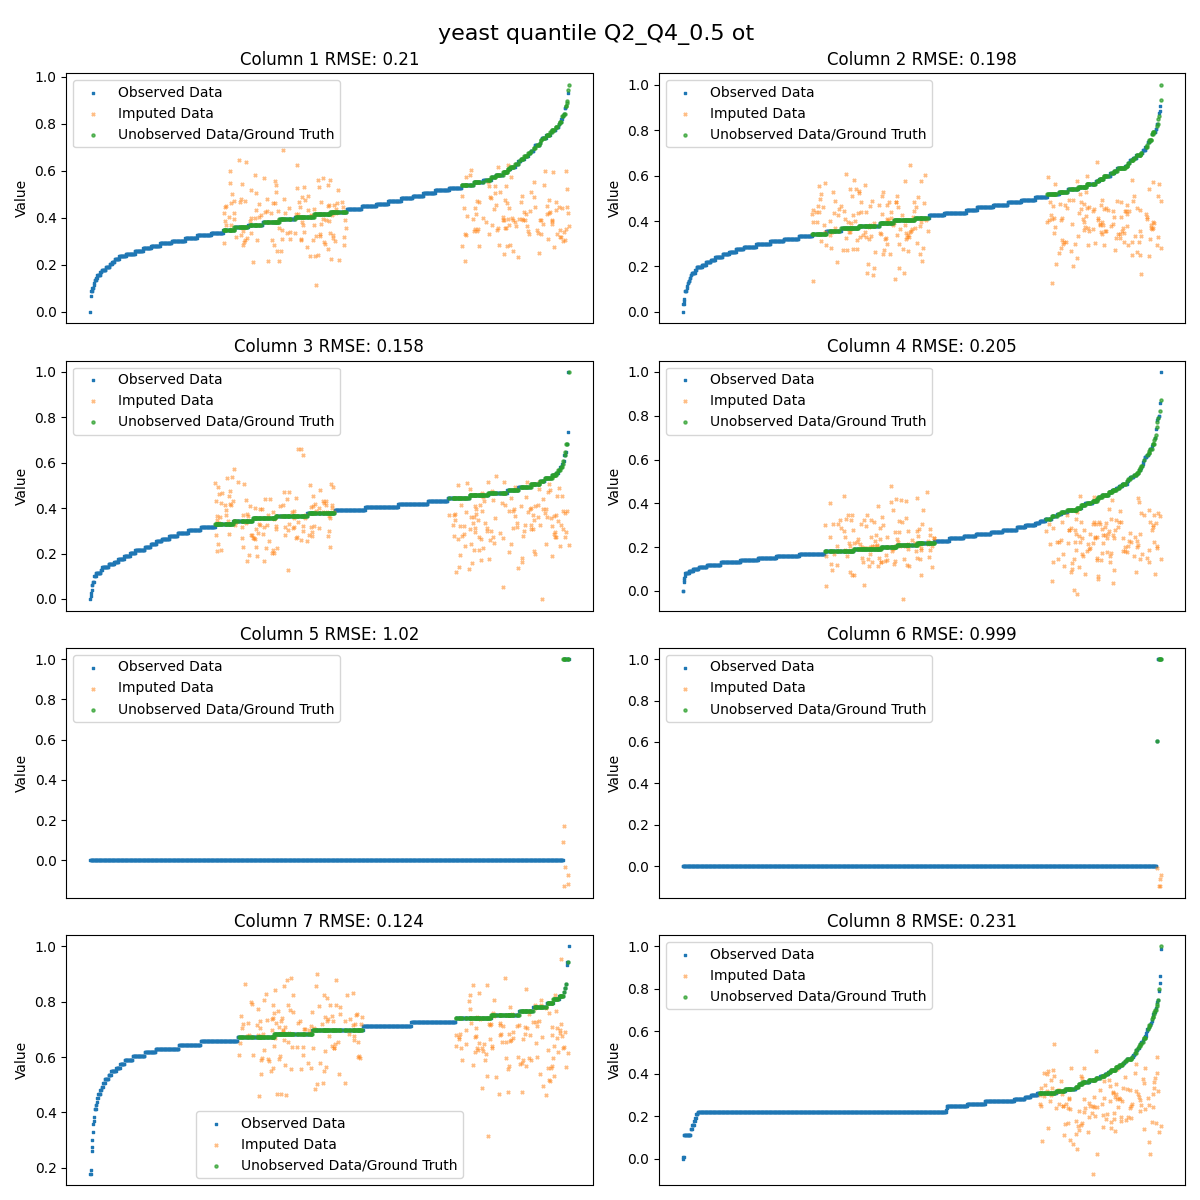 yeast quantile Q2_Q4_0.5 ot
Column 1 RMSE: 0.21
Value
1.0
0.8
0.6
0.4
0.2
0.0
Observed Data
Imputed Data
Unobserved Data/Ground Truth
Column 2 RMSE: 0.198
Value
1.0
0.8
0.6
0.4
0.2
0.0
Observed Data
Imputed Data
Unobserved Data/Ground Truth
Column 3 RMSE: 0.158
Value
1.0
0.8
0.6
0.4
0.2
0.0
Observed Data
Imputed Data
Unobserved Data/Ground Truth
Column 4 RMSE: 0.205
Value
1.0
0.8
0.6
0.4
0.2
0.0
Observed Data
Imputed Data
Unobserved Data/Ground Truth
Column 5 RMSE: 1.02
Value
1.0
0.8
0.6
0.4
0.2
0.0
Observed Data
Imputed Data
Unobserved Data/Ground Truth
Column 6 RMSE: 0.999
Value
1.0
0.8
0.6
0.4
0.2
0.0
Observed Data
Imputed Data
Unobserved Data/Ground Truth
Column 7 RMSE: 0.124
Value
1.0
0.8
0.6
0.4
0.2
Observed Data
Imputed Data
Unobserved Data/Ground Truth
Column 8 RMSE: 0.231
Value
1.0
0.8
0.6
0.4
0.2
0.0
Observed Data
Imputed Data
Unobserved Data/Ground Truth